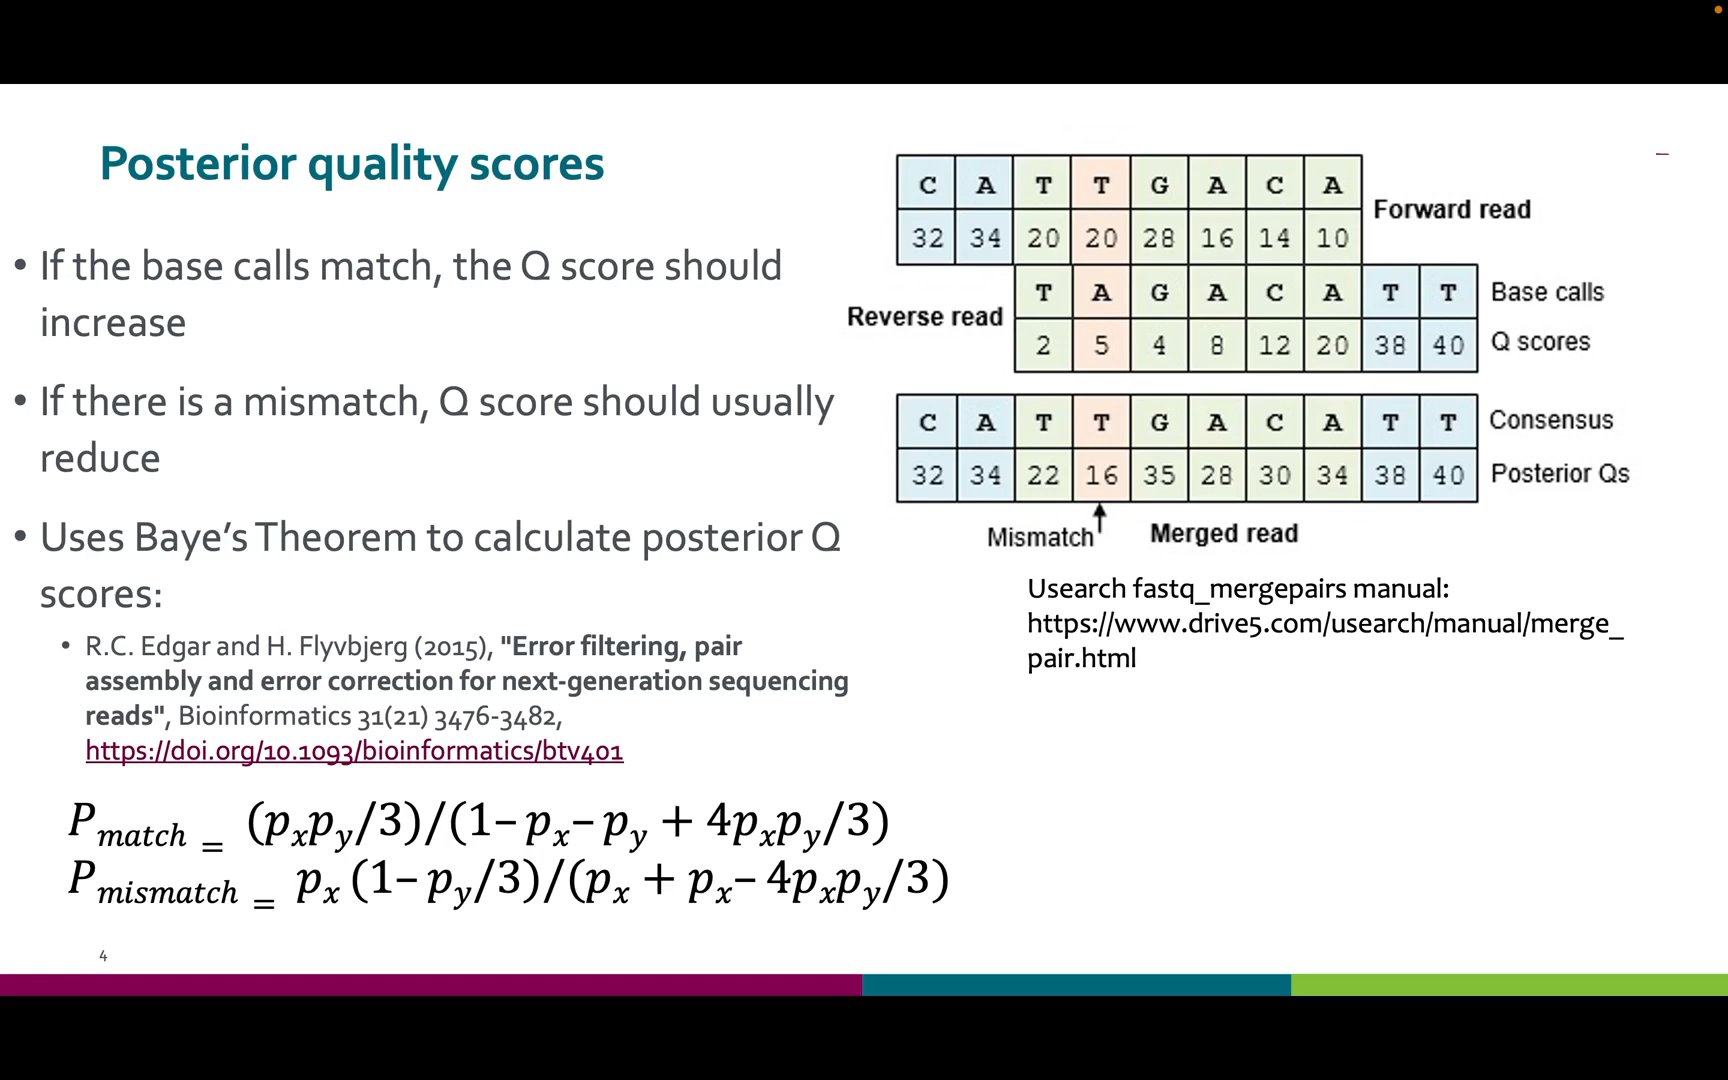 Posterior quality scores
• If the base calls match, the Q score should
increase
• If there is a mismatch, Q score should usually
reduce
• Uses Baye’s Theorem to calculate posterior Q
scores:
• R.C. Edgar and H. Flyvbjerg (2015), "Error filtering, pair
assembly and error correction for next-generation sequencing
reads", Bioinformatics 31(21) 3476-3482,
https://doi.org/10.1093/bioinformatics/btv401
P_match = (p_x p_y/3)/(1– p_x – p_y + 4p_x p_y/3)
P_mismatch = p_x (1– p_y/3)/(p_x + p_x – 4p_x p_y/3)
4
C A T T G A C A
Forward read
32 34 20 20 28 16 14 10
T A G A C A T T Base calls
Reverse read
2 5 4 8 12 20 38 40 Q scores
C A T T G A C A T T Consensus
32 34 22 16 35 28 30 34 38 40 Posterior Qs
Mismatch Merged read
Usearch fastq_mergepairs manual:
https://www.drive5.com/usearch/manual/merge_
pair.html